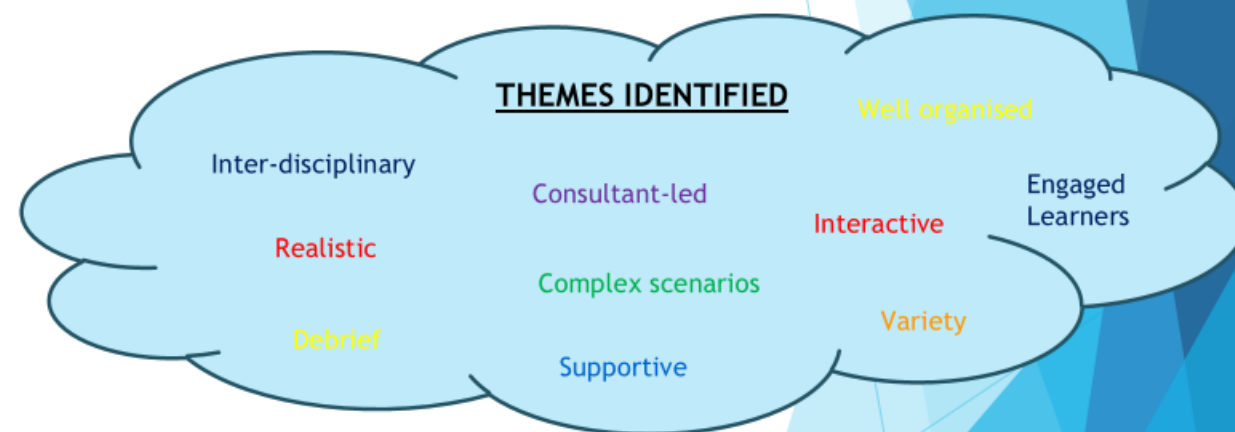 THEMES IDENTIFIED
Well organised
Inter-disciplinary
Consultant-led
Engaged
Learners
Interactive
Realistic
Complex scenarios
Variety
Debrief
Supportive